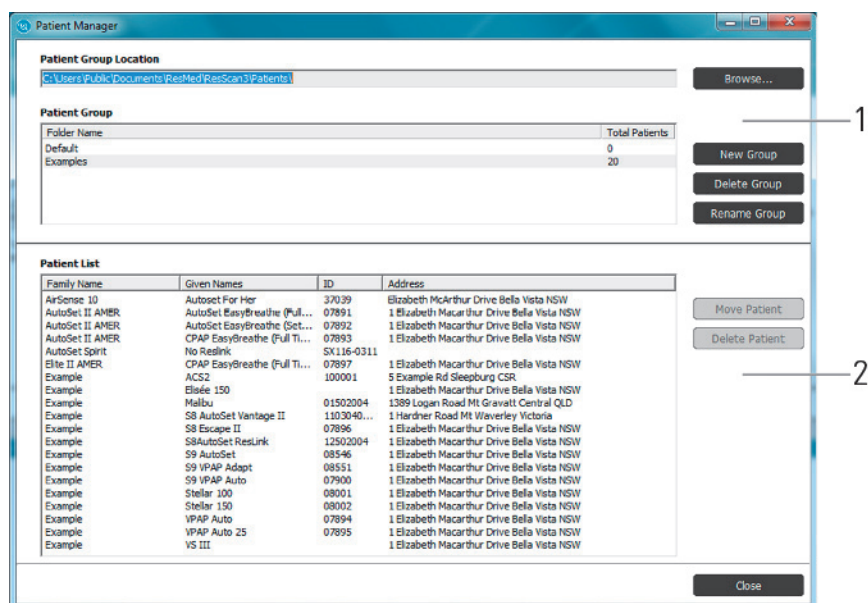 Patient Manager
Patient Group Location
C:\Users\Public\Documents\ResMed\ResScan3\Patients\
Browse...
Patient Group
1
Folder Name Total Patients
Default 0
Examples 20
New Group
Delete Group
Rename Group
Patient List
Family Name Given Names ID Address
AirSense 10 Autoset For Her 37039 Elizabeth McArthur Drive Bella Vista NSW
AutoSet II AMER AutoSet EasyBreathe (Full... 07891 1 Elizabeth Macarthur Drive Bella Vista NSW
AutoSet II AMER AutoSet EasyBreathe (Set... 07892 1 Elizabeth Macarthur Drive Bella Vista NSW
AutoSet II AMER CPAP EasyBreathe (Full Ti... 07893 1 Elizabeth Macarthur Drive Bella Vista NSW
AutoSet Spirit No Reslink SX116-0311
Elite II AMER CPAP EasyBreathe (Full Ti... 07897 1 Elizabeth Macarthur Drive Bella Vista NSW
Example ACS2 100001 5 Example Rd Sleepburg CSR
Example Elisée 150 1 Elizabeth Macarthur Drive Bella Vista NSW
Example Malibu 01502004 1389 Logan Road Mt Gravatt Central QLD
Example S8 AutoSet Vantage II 1103040... 1 Hardner Road Mt Waverley Victoria
Example S8 Escape II 07896 1 Elizabeth Macarthur Drive Bella Vista NSW
Example S8AutoSet ResLink 12502004 1 Elizabeth Macarthur Drive Bella Vista NSW
Example S9 AutoSet 08546 1 Elizabeth Macarthur Drive Bella Vista NSW
Example S9 VPAP Adapt 08551 1 Elizabeth Macarthur Drive Bella Vista NSW
Example S9 VPAP Auto 07900 1 Elizabeth Macarthur Drive Bella Vista NSW
Example Stellar 100 08001 1 Elizabeth Macarthur Drive Bella Vista NSW
Example Stellar 150 08002 1 Elizabeth Macarthur Drive Bella Vista NSW
Example VPAP Auto 07894 1 Elizabeth Macarthur Drive Bella Vista NSW
Example VPAP Auto 25 07895 1 Elizabeth Macarthur Drive Bella Vista NSW
Example VS III 1 Elizabeth Macarthur Drive Bella Vista NSW
Move Patient
Delete Patient
2
Close